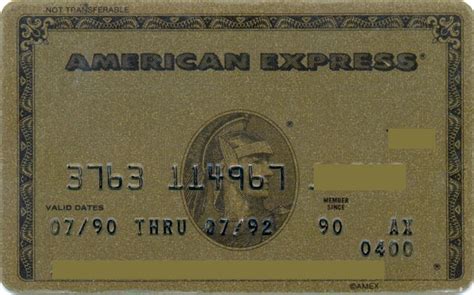 NOT TRANSFERABLE
AMERICAN EXPRESS
3763 114967
VALID DATES
MEMBER SINCE
07/90 THRU 07/92 90 AX
0400
©AMEX